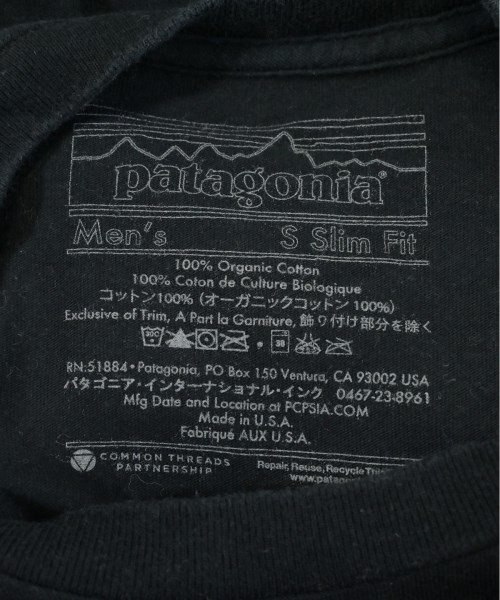 patagonia®
Men's S Slim Fit
100% Organic Cotton
100% Coton de Culture Biologique
コットン100% (オーガニックコットン 100%)
Exclusive of Trim, A Part la Garniture, 飾り付け部分を除く
30C 30
RN:51884 • Patagonia, PO Box 150 Ventura, CA 93002 USA
パタゴニア・インターナショナル・インク 0467-23-8961
Mfg Date and Location at PCPSIA.COM
Made in U.S.A.
Fabriqué AUX U.S.A.
COMMON THREADS
PARTNERSHIP
Repair, Reuse, Recycle